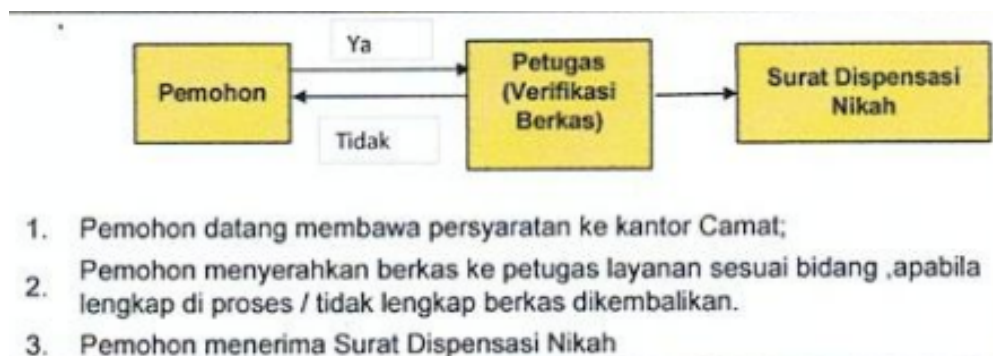 Ya
Pemohon
Petugas
(Verifikasi
Berkas)
Surat Dispensasi
Nikah
Tidak
1. Pemohon datang membawa persyaratan ke kantor Camat;
2. Pemohon menyerahkan berkas ke petugas layanan sesuai bidang ,apabila
lengkap di proses / tidak lengkap berkas dikembalikan.
3. Pemohon menerima Surat Dispensasi Nikah